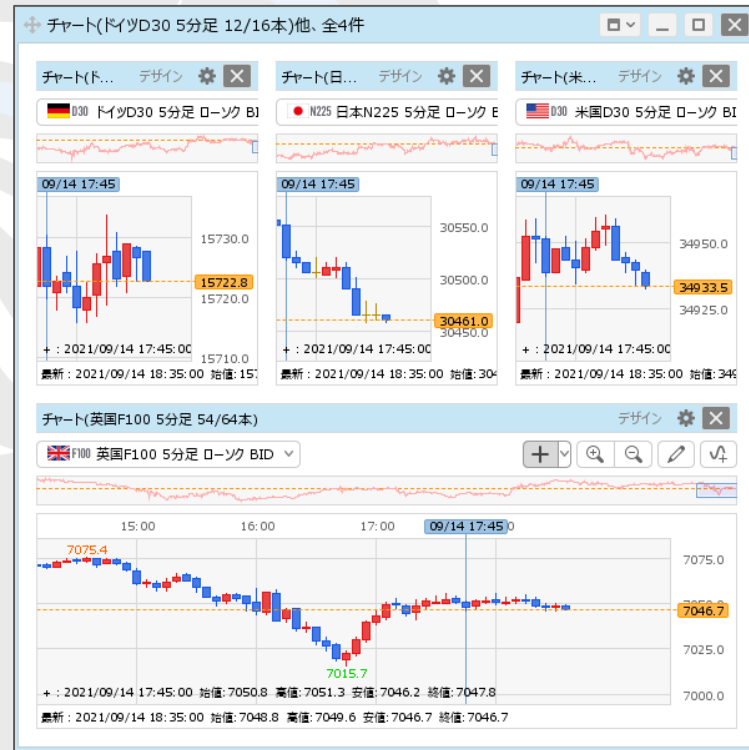 チャート(ドイツD30 5分足 12/16本)他、全4件
チャート(ド... デザイン
D30 ドイツD30 5分足 ローソク BI
09/14 17:45
15730.0
15722.8
15720.0
15710.0
+ : 2021/09/14 17:45:00
最新 : 2021/09/14 18:35:00 始値:157
チャート(日... デザイン
N225 日本N225 5分足 ローソク B
09/14 17:45
30550.0
30500.0
30461.0
30450.0
+ : 2021/09/14 17:45:00
最新 : 2021/09/14 18:35:00 始値:304
チャート(米... デザイン
D30 米国D30 5分足 ローソク BI
09/14 17:45
34950.0
34933.5
34925.0
+ : 2021/09/14 17:45:00
最新 : 2021/09/14 18:35:00 始値:349
チャート(英国F100 5分足 54/64本) デザイン
F100 英国F100 5分足 ローソク BID
15:00 16:00 17:00 09/14 17:45
7075.4
7075.0
7046.7
7025.0
7015.7
7000.0
+ : 2021/09/14 17:45:00 始値:7050.8 高値:7051.3 安値:7046.2 終値:7047.8
最新 : 2021/09/14 18:35:00 始値:7048.8 高値:7049.6 安値:7046.7 終値:7046.7